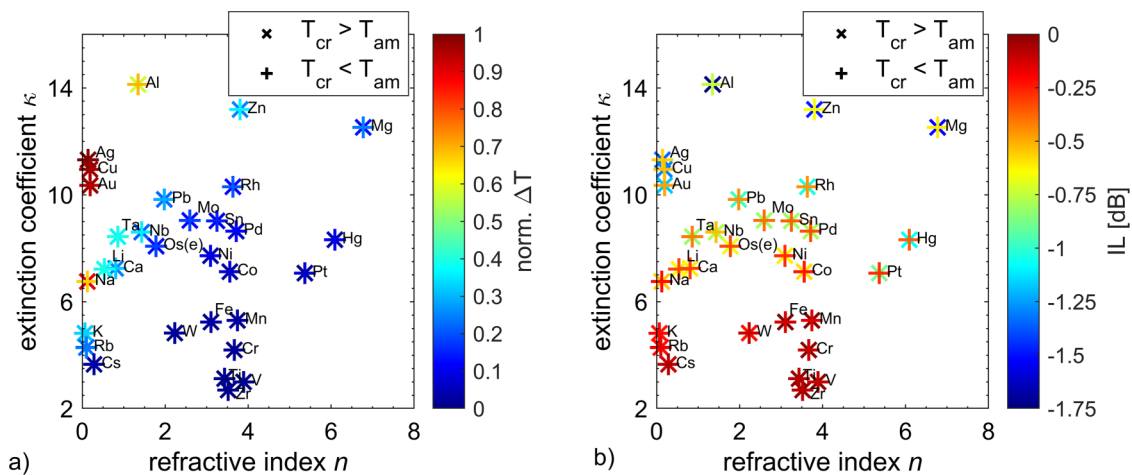 T_cr > T_am
T_cr < T_am
extinction coefficient κ
14
10
6
2
0
2
4
6
8
refractive index n
a)
Al
Zn
Mg
Ag
Cu
Au
Pb
Rh
Ta
Nb
Mo
Sn
Pd
Os(e)
Hg
Li
Ca
Ni
Na
Co
Pt
K
Rb
Cs
W
Fe
Mn
Cr
Ti
V
Zr
1
0.9
0.8
0.7
0.6
0.5
0.4
0.3
0.2
0.1
0
norm. ΔT
T_cr > T_am
T_cr < T_am
extinction coefficient κ
14
10
6
2
0
2
4
6
8
refractive index n
b)
Al
Zn
Mg
Ag
Cu
Au
Pb
Rh
Ta
Nb
Mo
Sn
Pd
Os(e)
Hg
Li
Ca
Ni
Na
Co
Pt
K
Rb
Cs
W
Fe
Mn
Cr
Ti
V
Zr
0
-0.25
-0.5
-0.75
-1
-1.25
-1.5
-1.75
IL [dB]